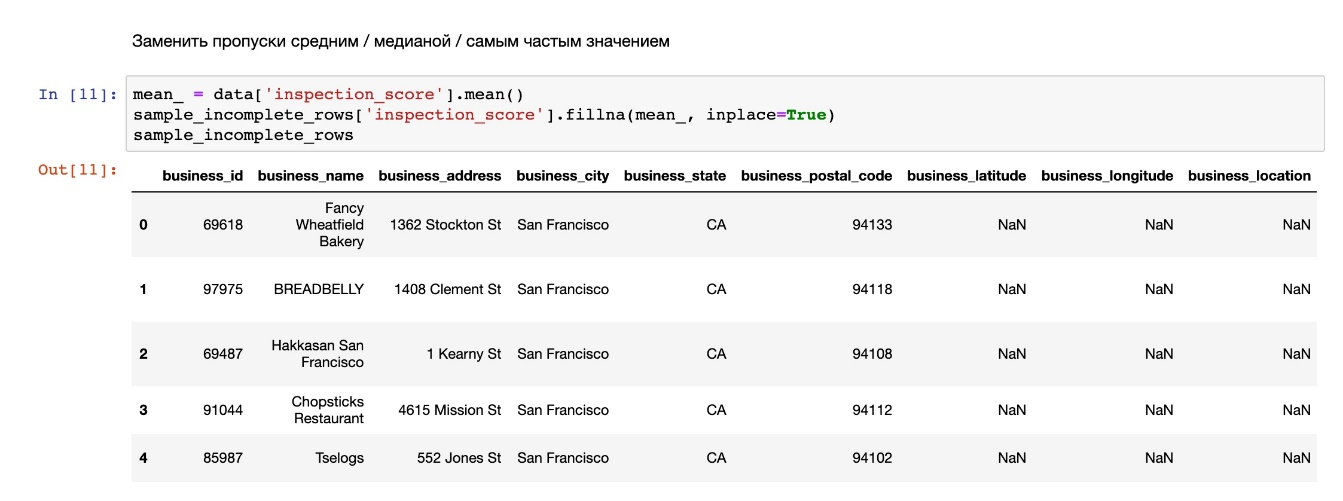 Заменить пропуски средним / медианой / самым частым значением
In [11]: mean_ = data['inspection_score'].mean()
sample_incomplete_rows['inspection_score'].fillna(mean_, inplace=True)
sample_incomplete_rows
Out[11]:
business_id business_name business_address business_city business_state business_postal_code business_latitude business_longitude business_location
0 69618 Fancy Wheatfield Bakery 1362 Stockton St San Francisco CA 94133 NaN NaN NaN
1 97975 BREADBELLY 1408 Clement St San Francisco CA 94118 NaN NaN NaN
2 69487 Hakkasan San Francisco 1 Kearny St San Francisco CA 94108 NaN NaN NaN
3 91044 Chopsticks Restaurant 4615 Mission St San Francisco CA 94112 NaN NaN NaN
4 85987 Tselogs 552 Jones St San Francisco CA 94102 NaN NaN NaN